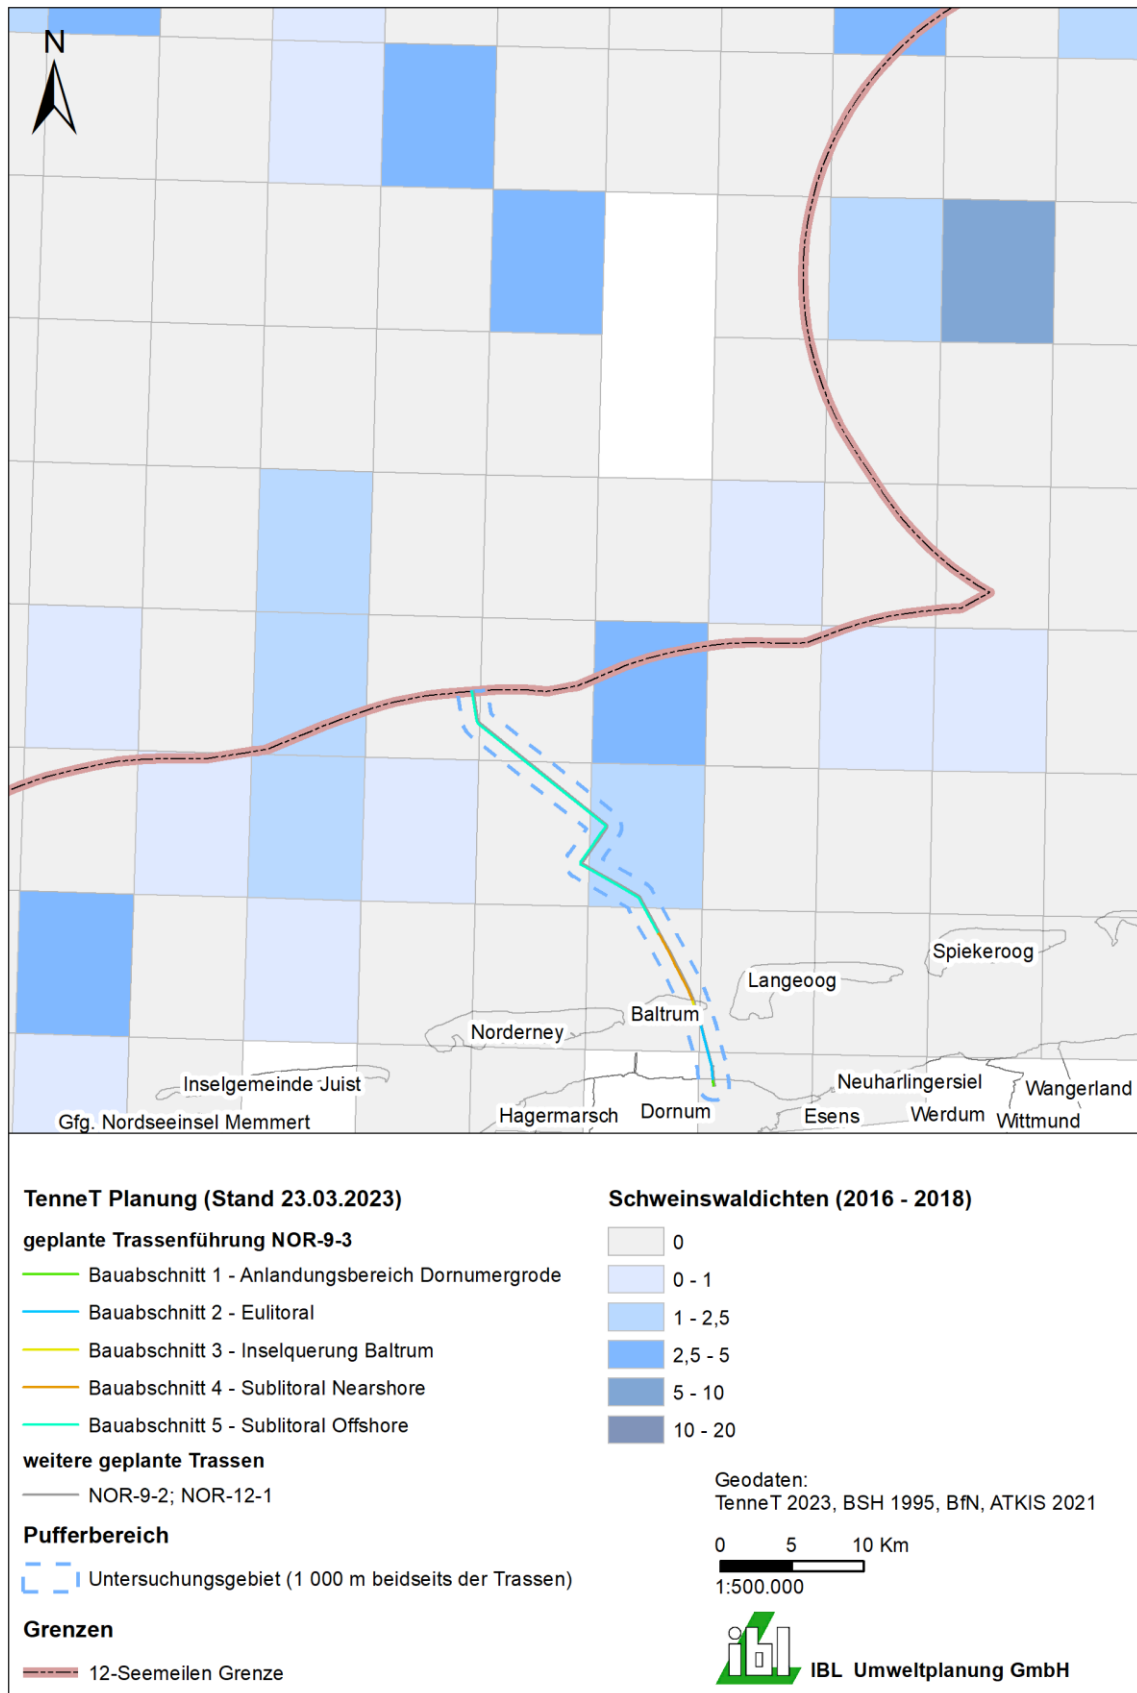 N
Spiekeroog
Langeoog
Baltrum
Norderney
Inselgemeinde Juist
Neuharlingersiel
Wangerland
Gfg. Nordseeinsel Memmert
Hagermarsch
Dornum
Esens
Werdum
Wittmund
TenneT Planung (Stand 23.03.2023)
geplante Trassenführung NOR-9-3
Bauabschnitt 1 - Anlandungsbereich Dornumergrode
Bauabschnitt 2 - Eulitoral
Bauabschnitt 3 - Inselquerung Baltrum
Bauabschnitt 4 - Sublitoral Nearshore
Bauabschnitt 5 - Sublitoral Offshore
weitere geplante Trassen
NOR-9-2; NOR-12-1
Pufferbereich
Untersuchungsgebiet (1 000 m beidseits der Trassen)
Grenzen
12-Seemeilen Grenze
Schweinswaldichten (2016 - 2018)
0
0 - 1
1 - 2,5
2,5 - 5
5 - 10
10 - 20
Geodaten:
TenneT 2023, BSH 1995, BfN, ATKIS 2021
0 5 10 Km
1:500.000
ibl
IBL Umweltplanung GmbH